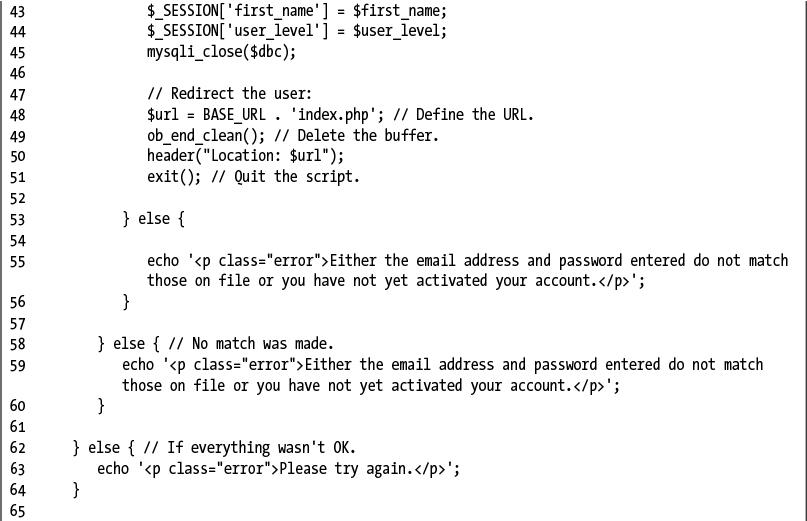 43 $_SESSION['first_name'] = $first_name;
44 $_SESSION['user_level'] = $user_level;
45 mysqli_close($dbc);
46
47 // Redirect the user:
48 $url = BASE_URL . 'index.php'; // Define the URL.
49 ob_end_clean(); // Delete the buffer.
50 header("Location: $url");
51 exit(); // Quit the script.
52
53 } else {
54
55 echo '<p class="error">Either the email address and password entered do not match
those on file or you have not yet activated your account.</p>';
56 }
57
58 } else { // No match was made.
59 echo '<p class="error">Either the email address and password entered do not match
those on file or you have not yet activated your account.</p>';
60 }
61
62 } else { // If everything wasn't OK.
63 echo '<p class="error">Please try again.</p>';
64 }
65